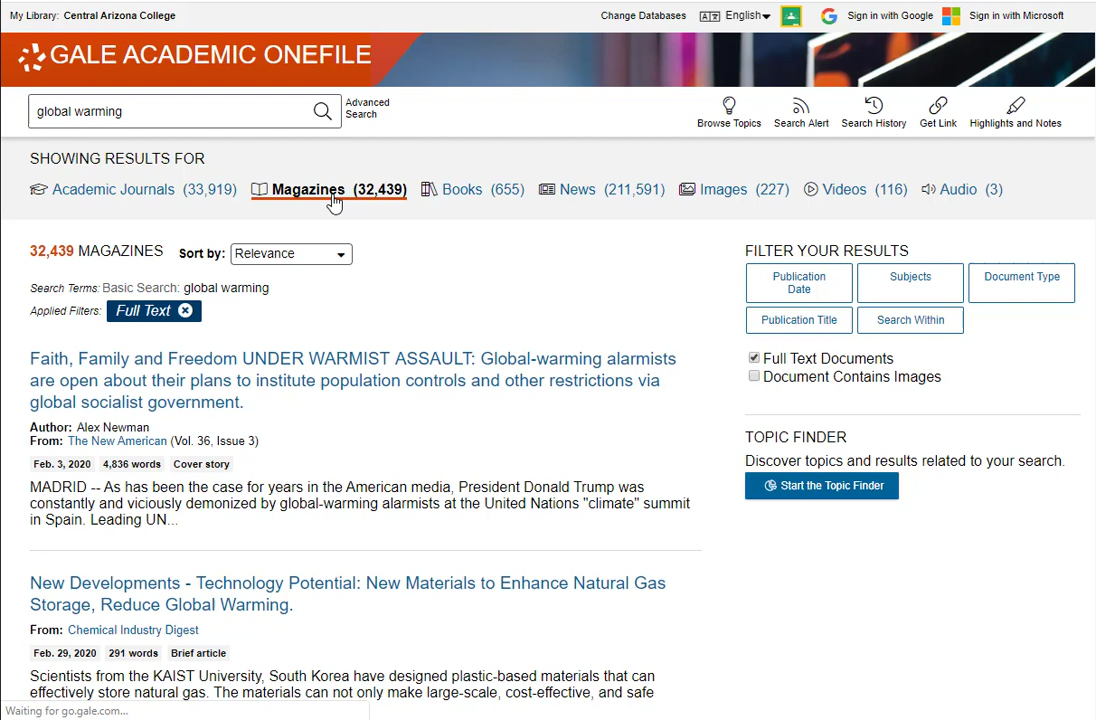 My Library: Central Arizona College
Change Databases English Sign in with Google Sign in with Microsoft
GALE ACADEMIC ONEFILE
global warming
Advanced
Search
Browse Topics Search Alert Search History Get Link Highlights and Notes
SHOWING RESULTS FOR
Academic Journals (33,919) Magazines (32,439) Books (655) News (211,591) Images (227) Videos (116) Audio (3)
32,439 MAGAZINES Sort by: Relevance
Search Terms: Basic Search: global warming
Applied Filters: Full Text
Faith, Family and Freedom UNDER WARMIST ASSAULT: Global-warming alarmists
are open about their plans to institute population controls and other restrictions via
global socialist government.
Author: Alex Newman
From: The New American (Vol. 36, Issue 3)
Feb. 3, 2020 4,836 words Cover story
MADRID -- As has been the case for years in the American media, President Donald Trump was
constantly and viciously demonized by global-warming alarmists at the United Nations "climate" summit
in Spain. Leading UN...
New Developments - Technology Potential: New Materials to Enhance Natural Gas
Storage, Reduce Global Warming.
From: Chemical Industry Digest
Feb. 29, 2020 291 words Brief article
Scientists from the KAIST University, South Korea have designed plastic-based materials that can
effectively store natural gas. The materials can not only make large-scale, cost-effective, and safe
FILTER YOUR RESULTS
Publication
Date
Subjects
Document Type
Publication Title
Search Within
Full Text Documents
Document Contains Images
TOPIC FINDER
Discover topics and results related to your search.
Start the Topic Finder
Waiting for go.gale.com...